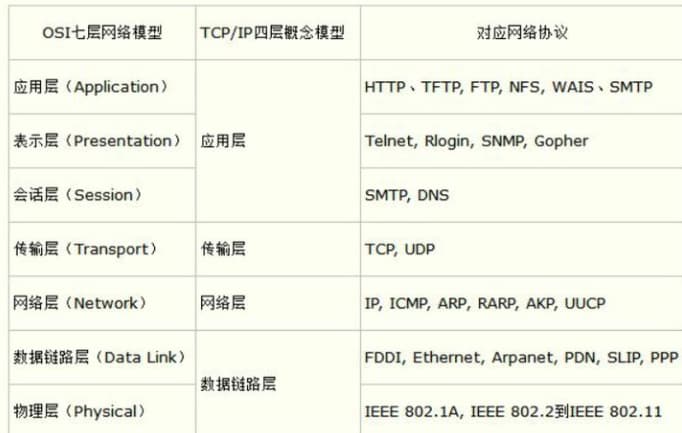 OSI七层网络模型 TCP/IP四层概念模型 对应网络协议
应用层（Application） HTTP、TFTP, FTP, NFS, WAIS、SMTP
表示层（Presentation） 应用层 Telnet, Rlogin, SNMP, Gopher
会话层（Session） SMTP, DNS
传输层（Transport） 传输层 TCP, UDP
网络层（Network） 网络层 IP, ICMP, ARP, RARP, AKP, UUCP
数据链路层（Data Link） FDDI, Ethernet, Arpanet, PDN, SLIP, PPP
数据链路层
物理层（Physical） IEEE 802.1A, IEEE 802.2到IEEE 802.11